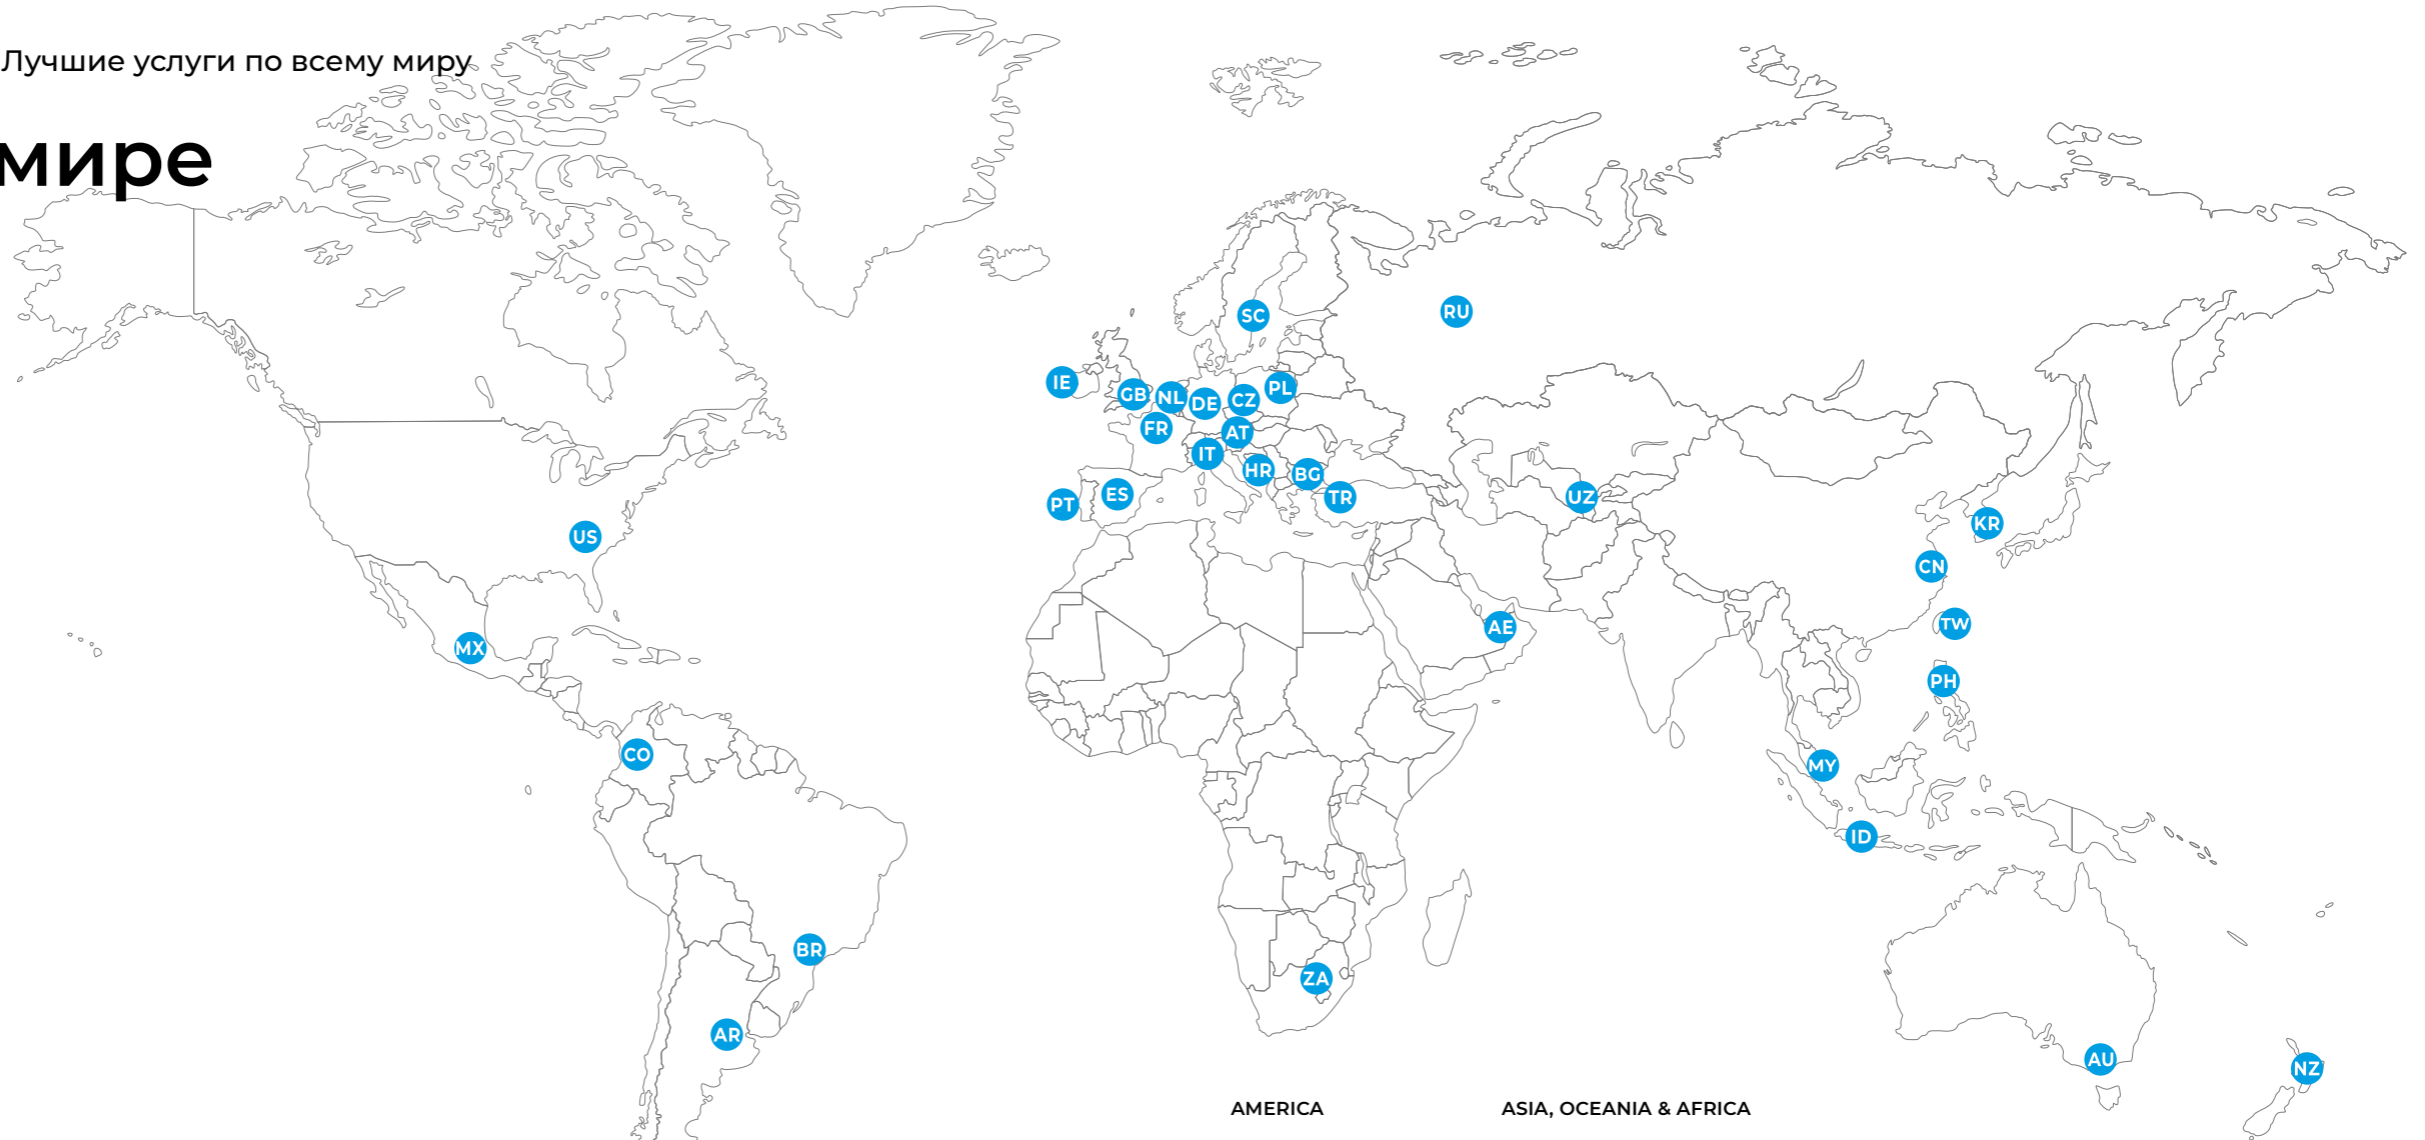 Лучшие услуги по всему миру
мире
SC
RU
IE
GB
NL
DE
CZ
PL
FR
AT
IT
HR
BG
PT
ES
TR
UZ
KR
US
CN
AE
TW
MX
PH
CO
MY
ID
BR
ZA
AR
AU
NZ
AMERICA
ASIA, OCEANIA & AFRICA